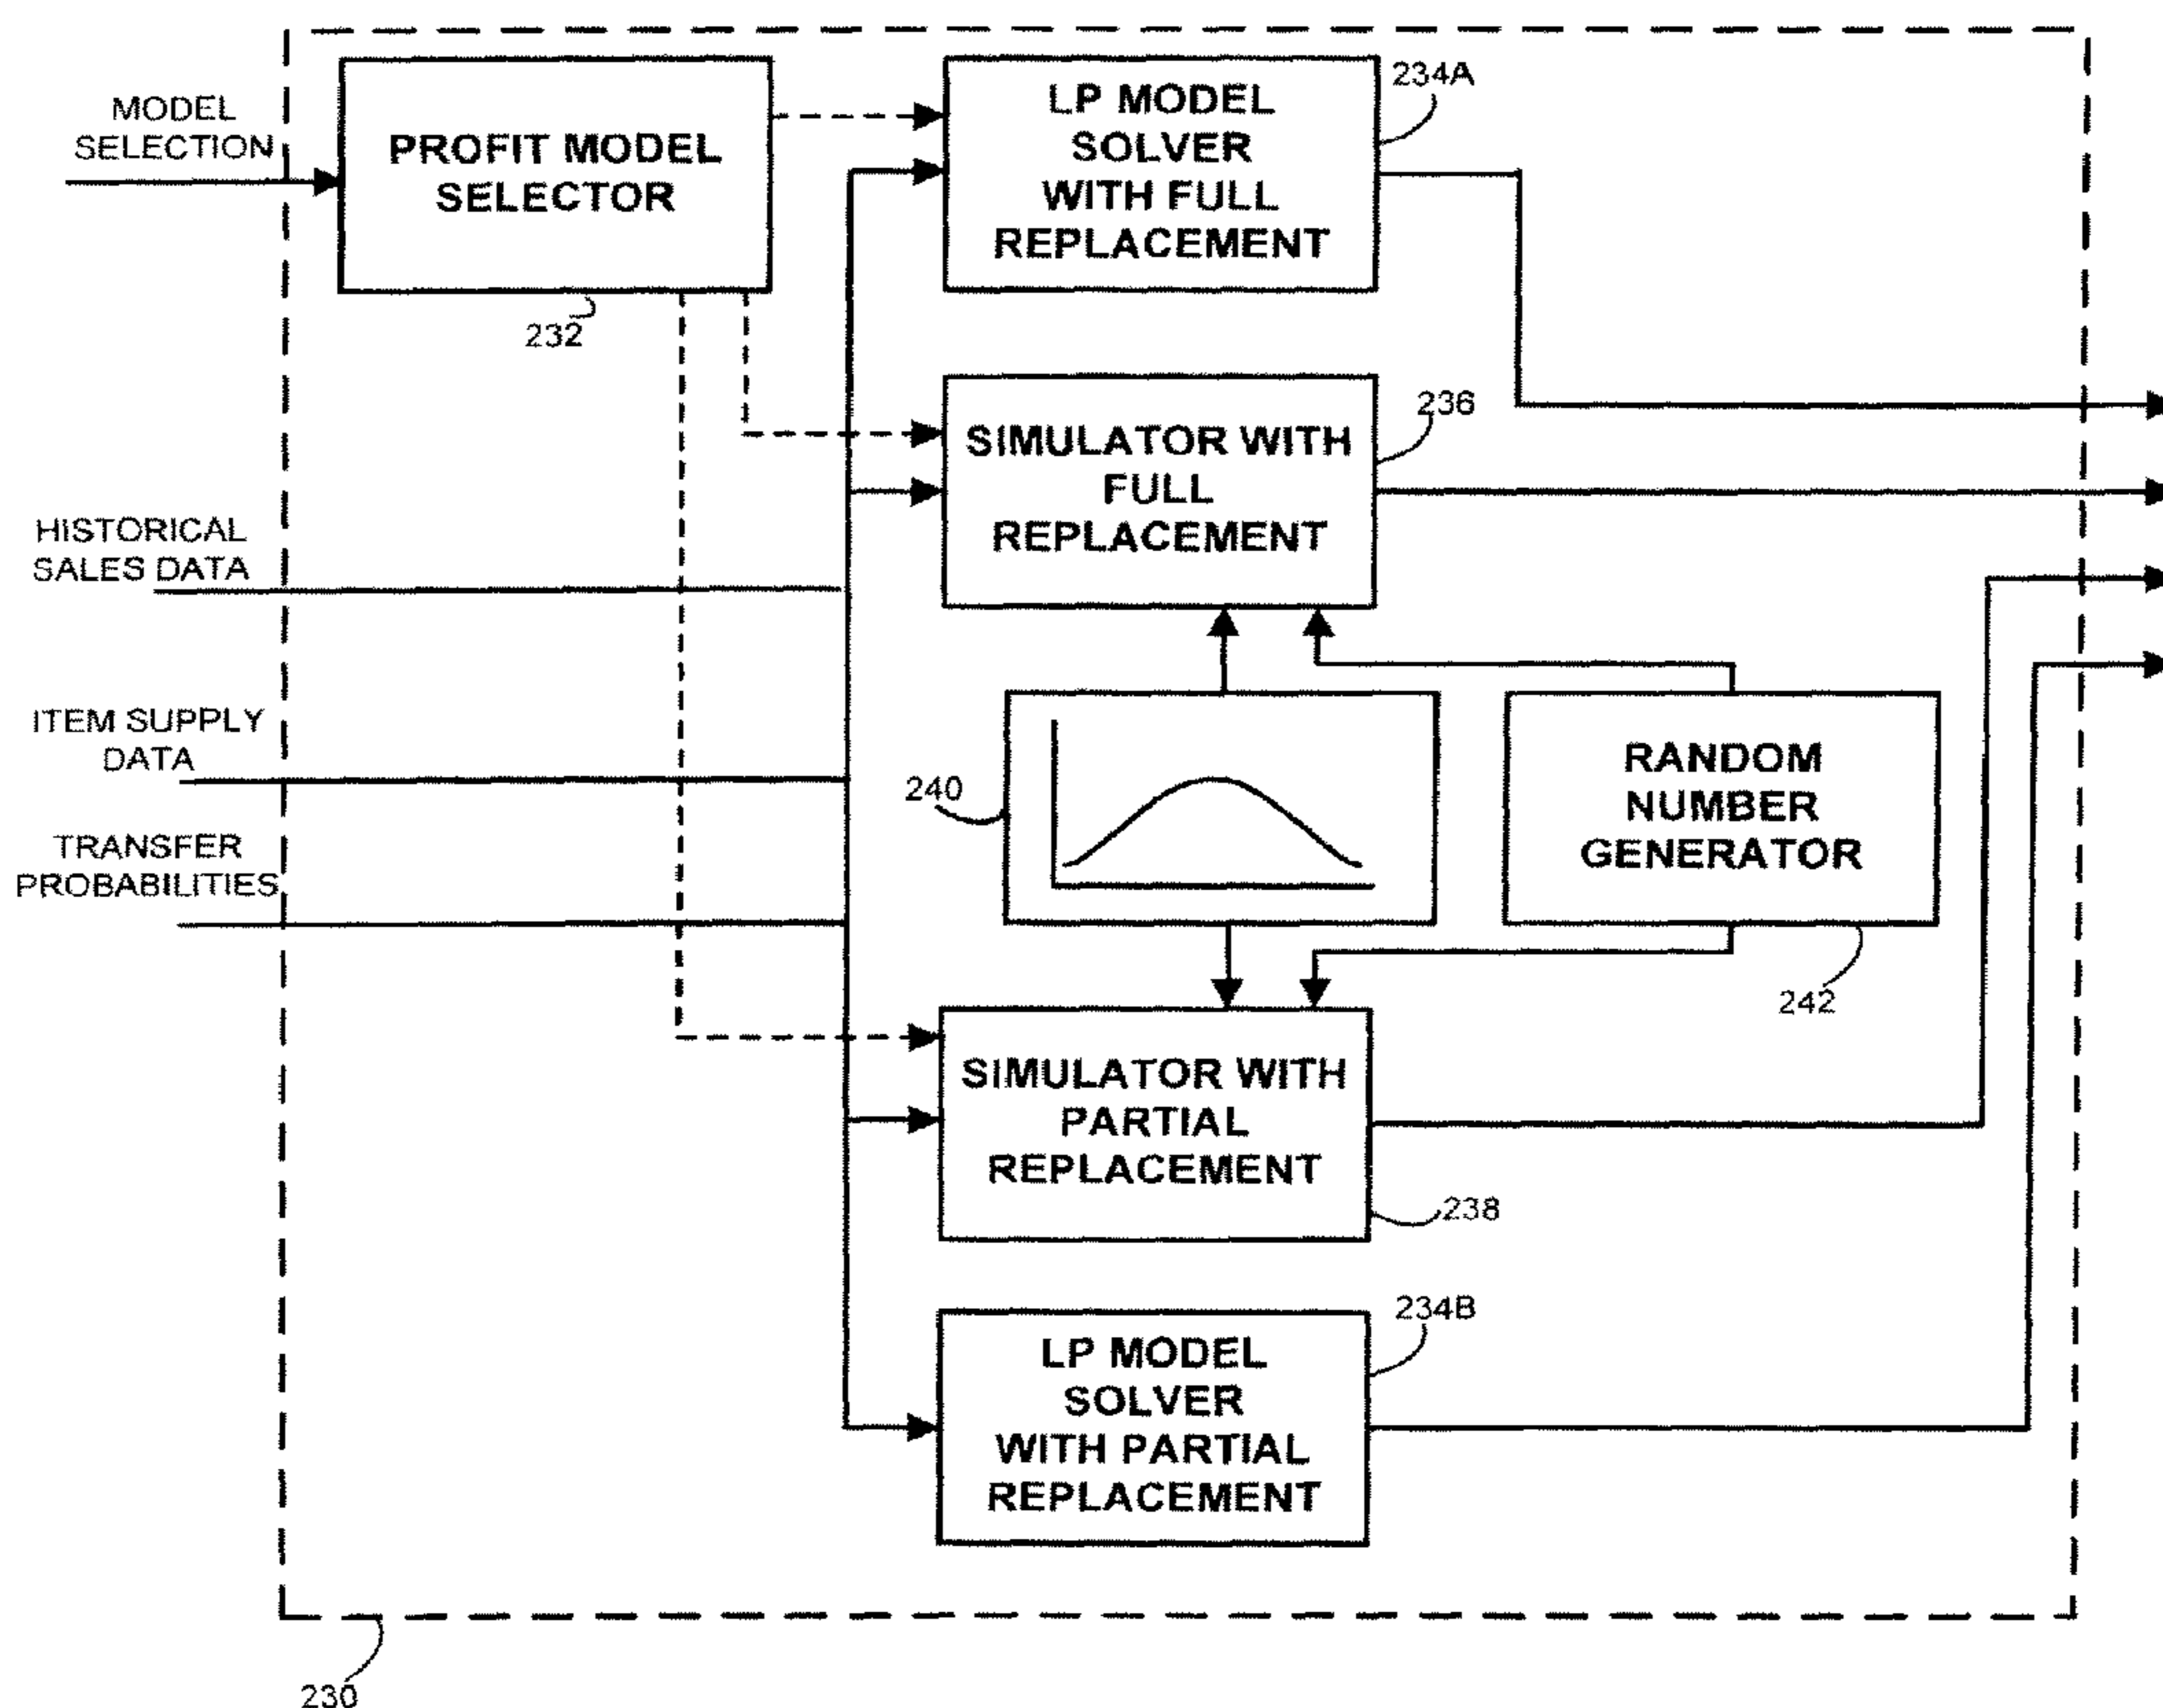 MODEL
SELECTION
PROFIT MODEL
SELECTOR
232
LP MODEL
SOLVER
WITH FULL
REPLACEMENT
234A
SIMULATOR WITH
FULL
REPLACEMENT
236
HISTORICAL
SALES DATA
ITEM SUPPLY
DATA
TRANSFER
PROBABILITIES
240
RANDOM
NUMBER
GENERATOR
242
SIMULATOR WITH
PARTIAL
REPLACEMENT
238
LP MODEL
SOLVER
WITH PARTIAL
REPLACEMENT
234B
230